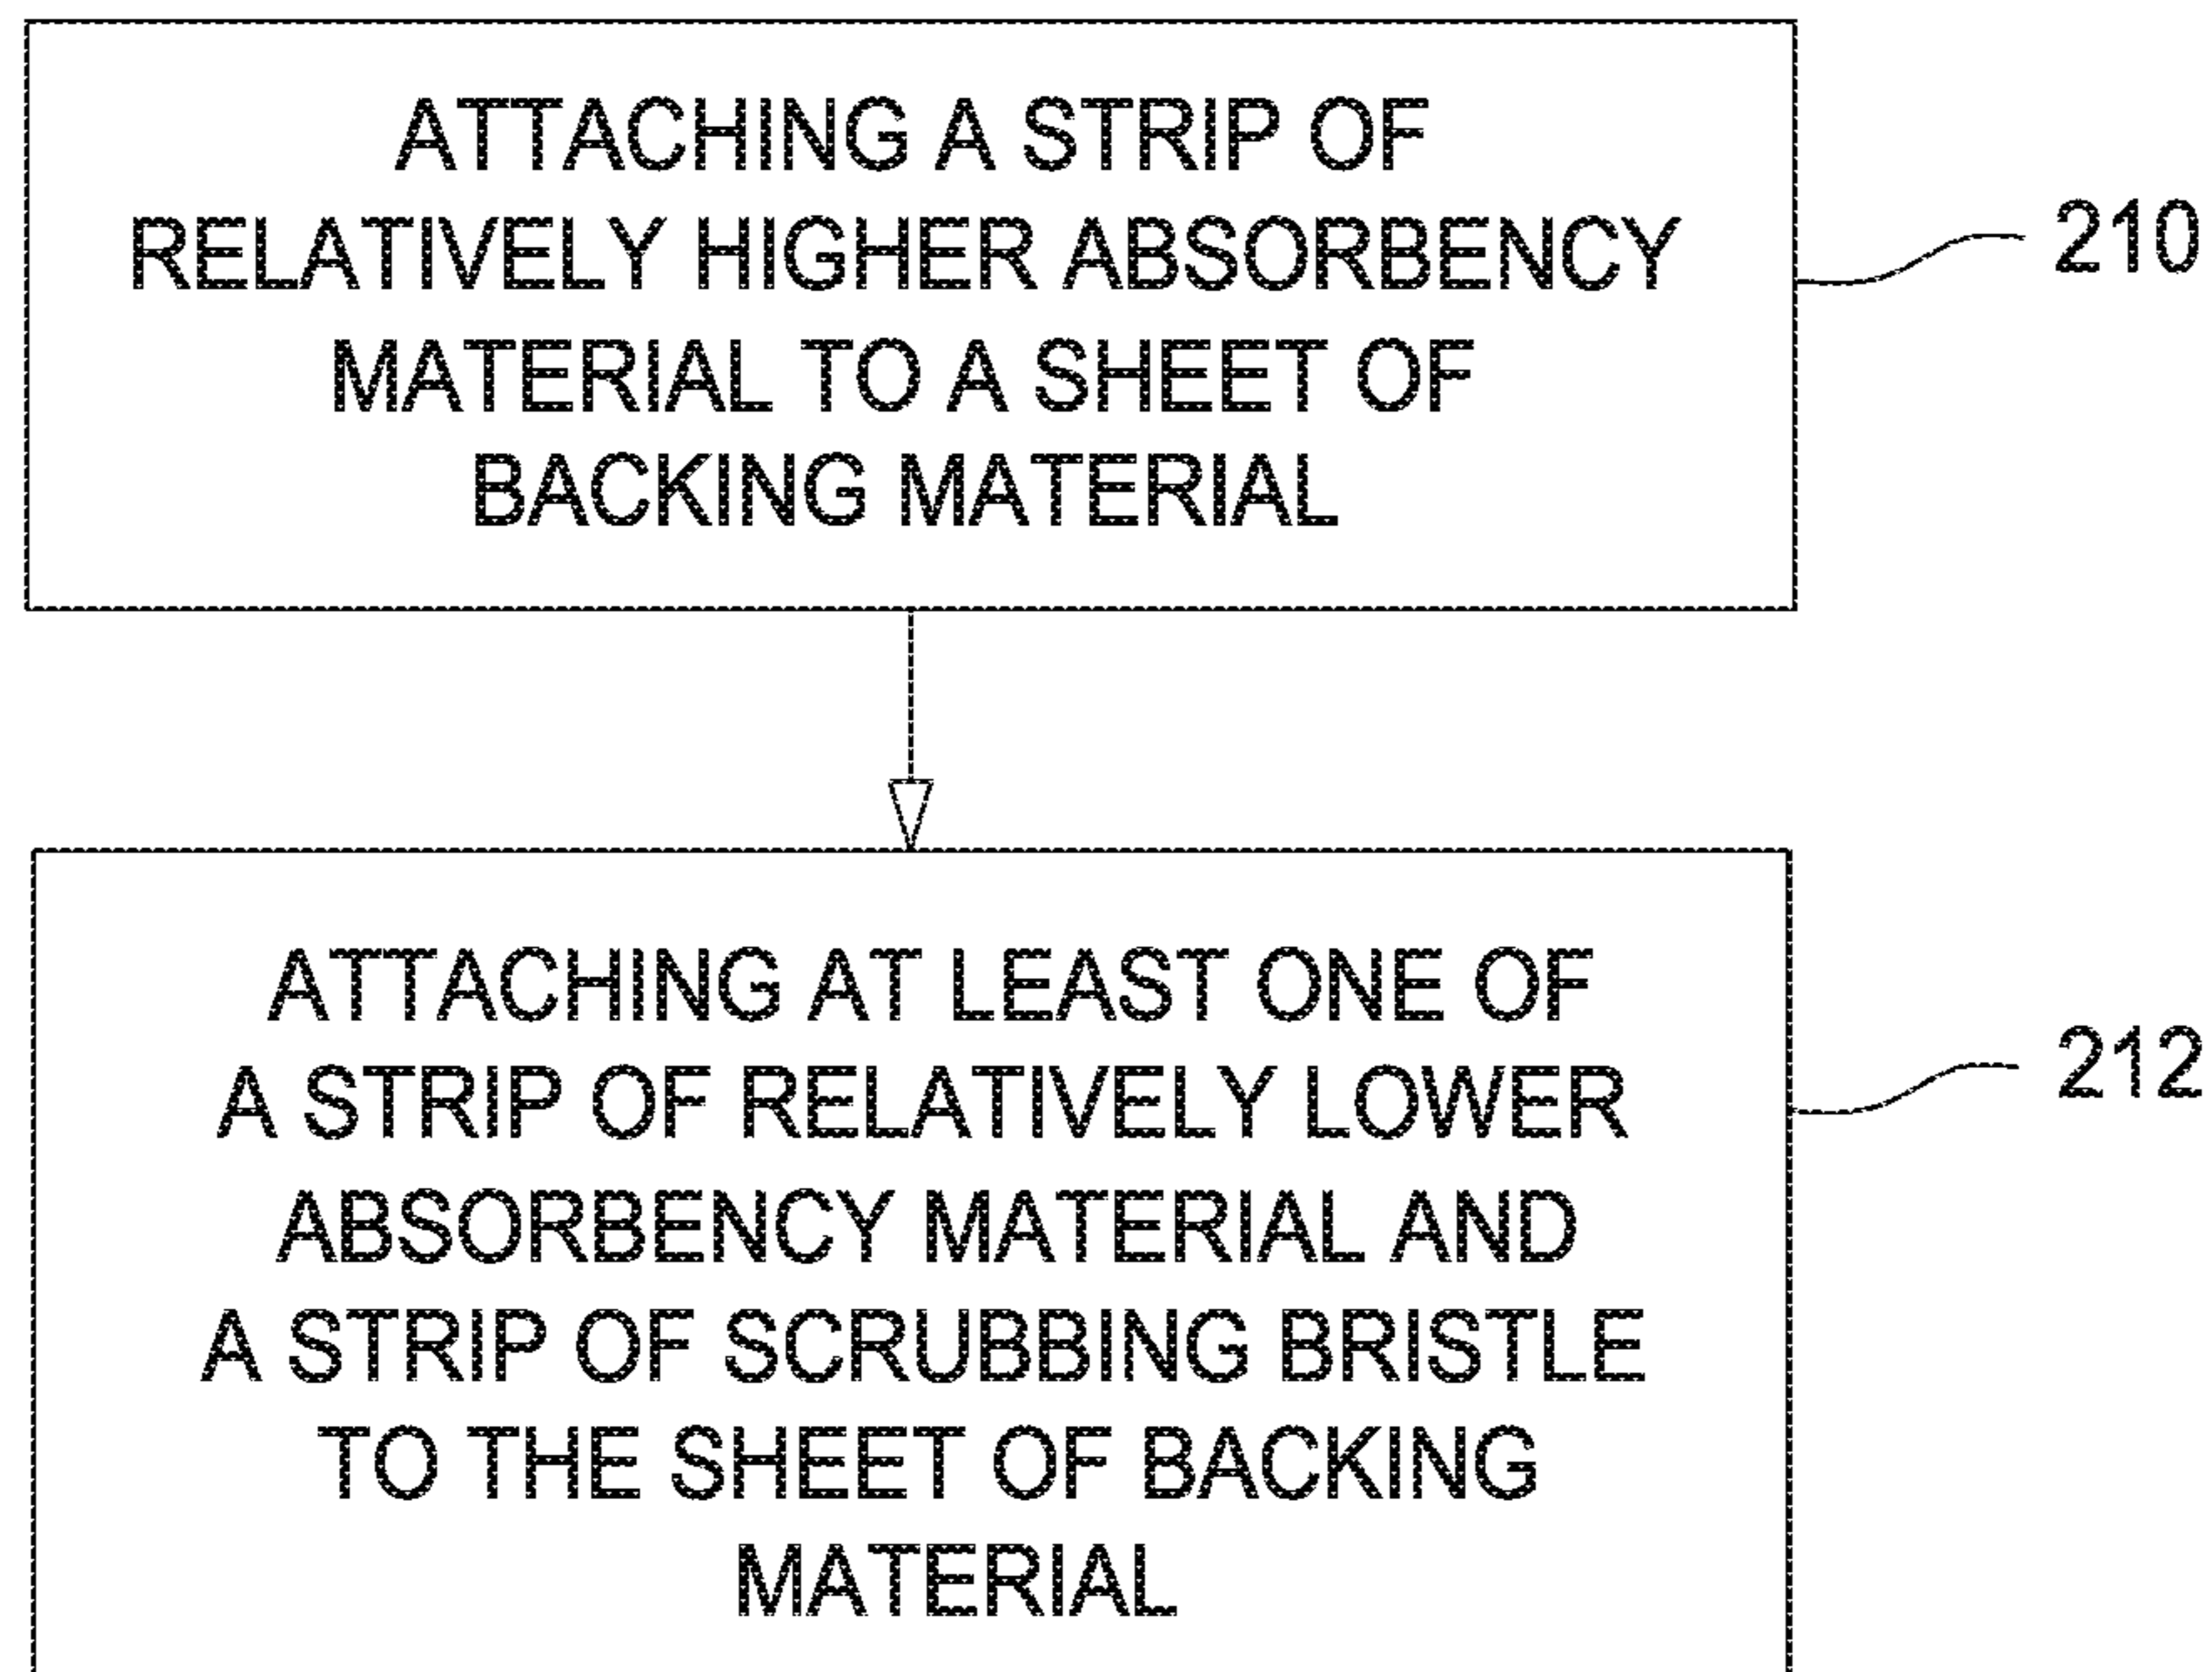 ATTACHING A STRIP OF
RELATIVELY HIGHER ABSORBENCY
MATERIAL TO A SHEET OF
BACKING MATERIAL
210
ATTACHING AT LEAST ONE OF
A STRIP OF RELATIVELY LOWER
ABSORBENCY MATERIAL AND
A STRIP OF SCRUBBING BRISTLE
TO THE SHEET OF BACKING
MATERIAL
212